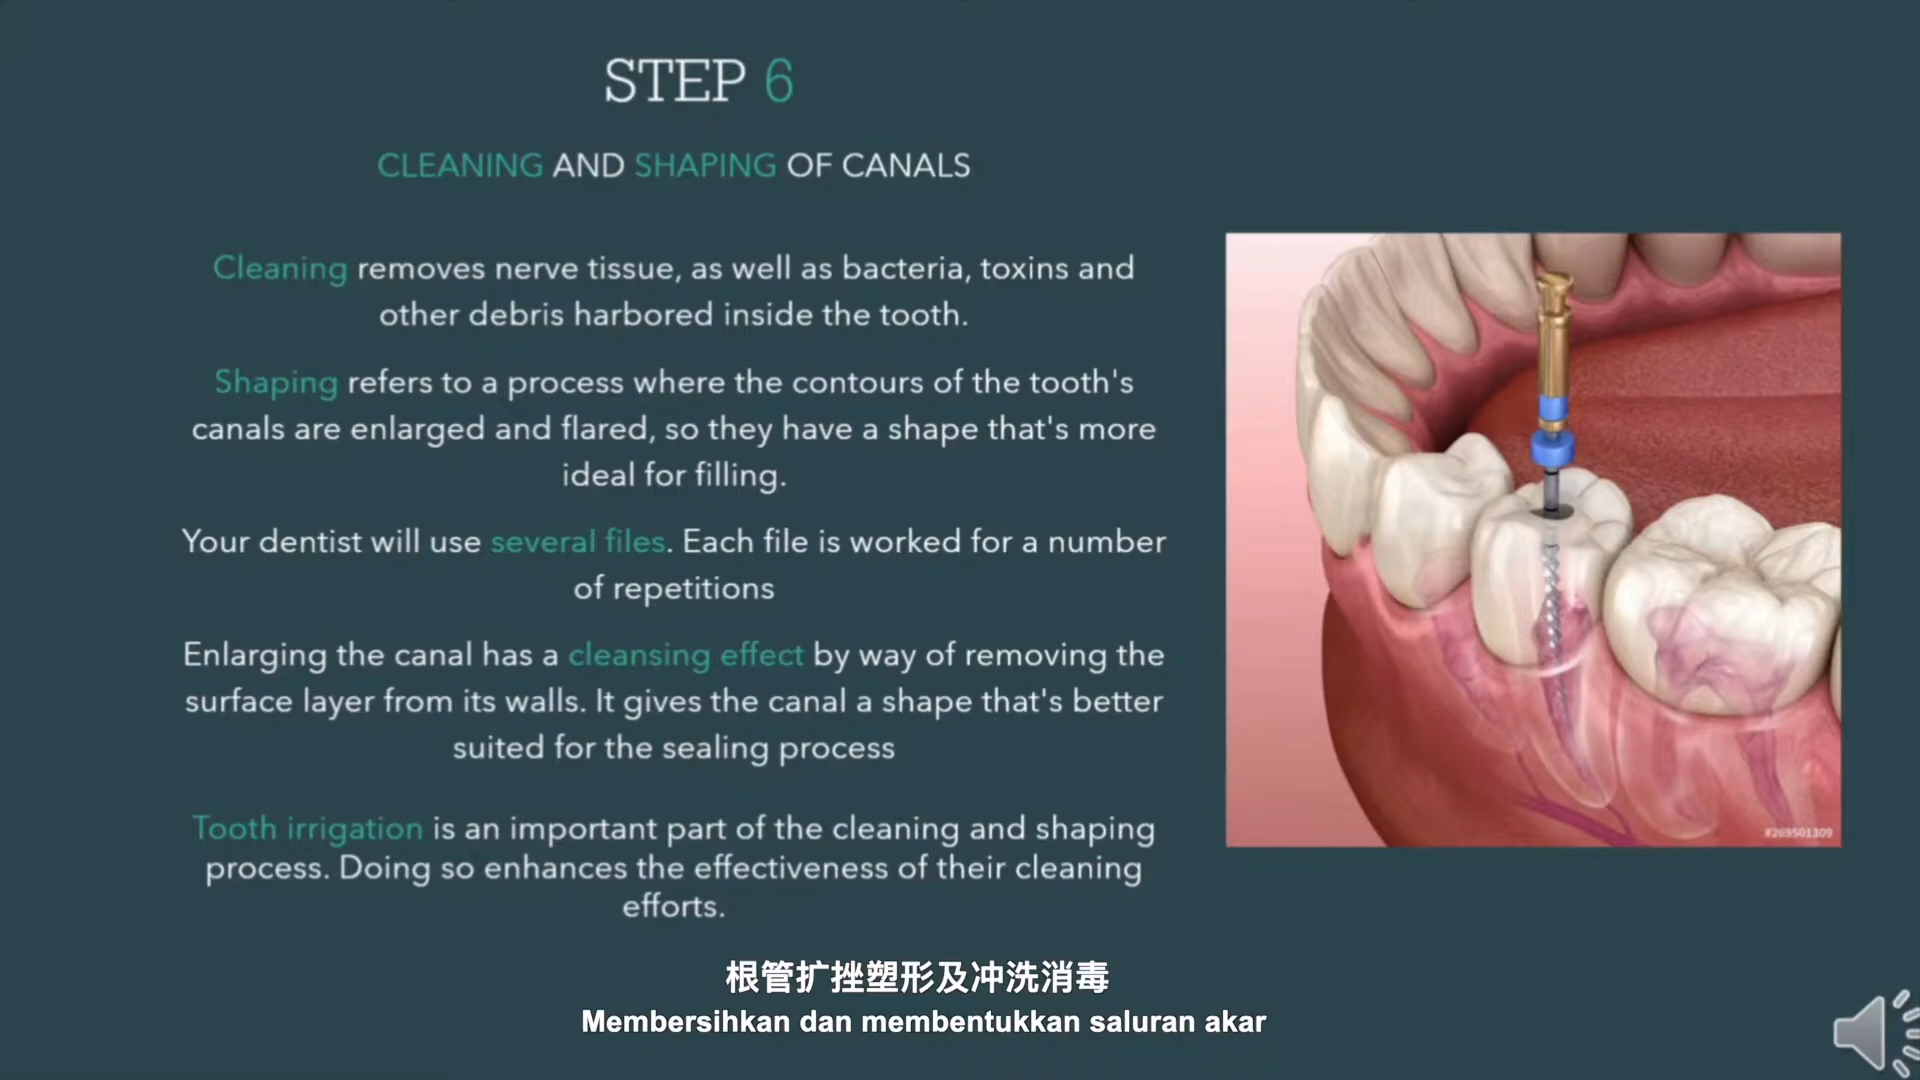 STEP 6
CLEANING AND SHAPING OF CANALS
Cleaning removes nerve tissue, as well as bacteria, toxins and
other debris harbored inside the tooth.
Shaping refers to a process where the contours of the tooth's
canals are enlarged and flared, so they have a shape that's more
ideal for filling.
Your dentist will use several files. Each file is worked for a number
of repetitions
Enlarging the canal has a cleansing effect by way of removing the
surface layer from its walls. It gives the canal a shape that's better
suited for the sealing process
Tooth irrigation is an important part of the cleaning and shaping
process. Doing so enhances the effectiveness of their cleaning
efforts.
#269501309
根管扩挫塑形及冲洗消毒
Membersihkan dan membentukkan saluran akar